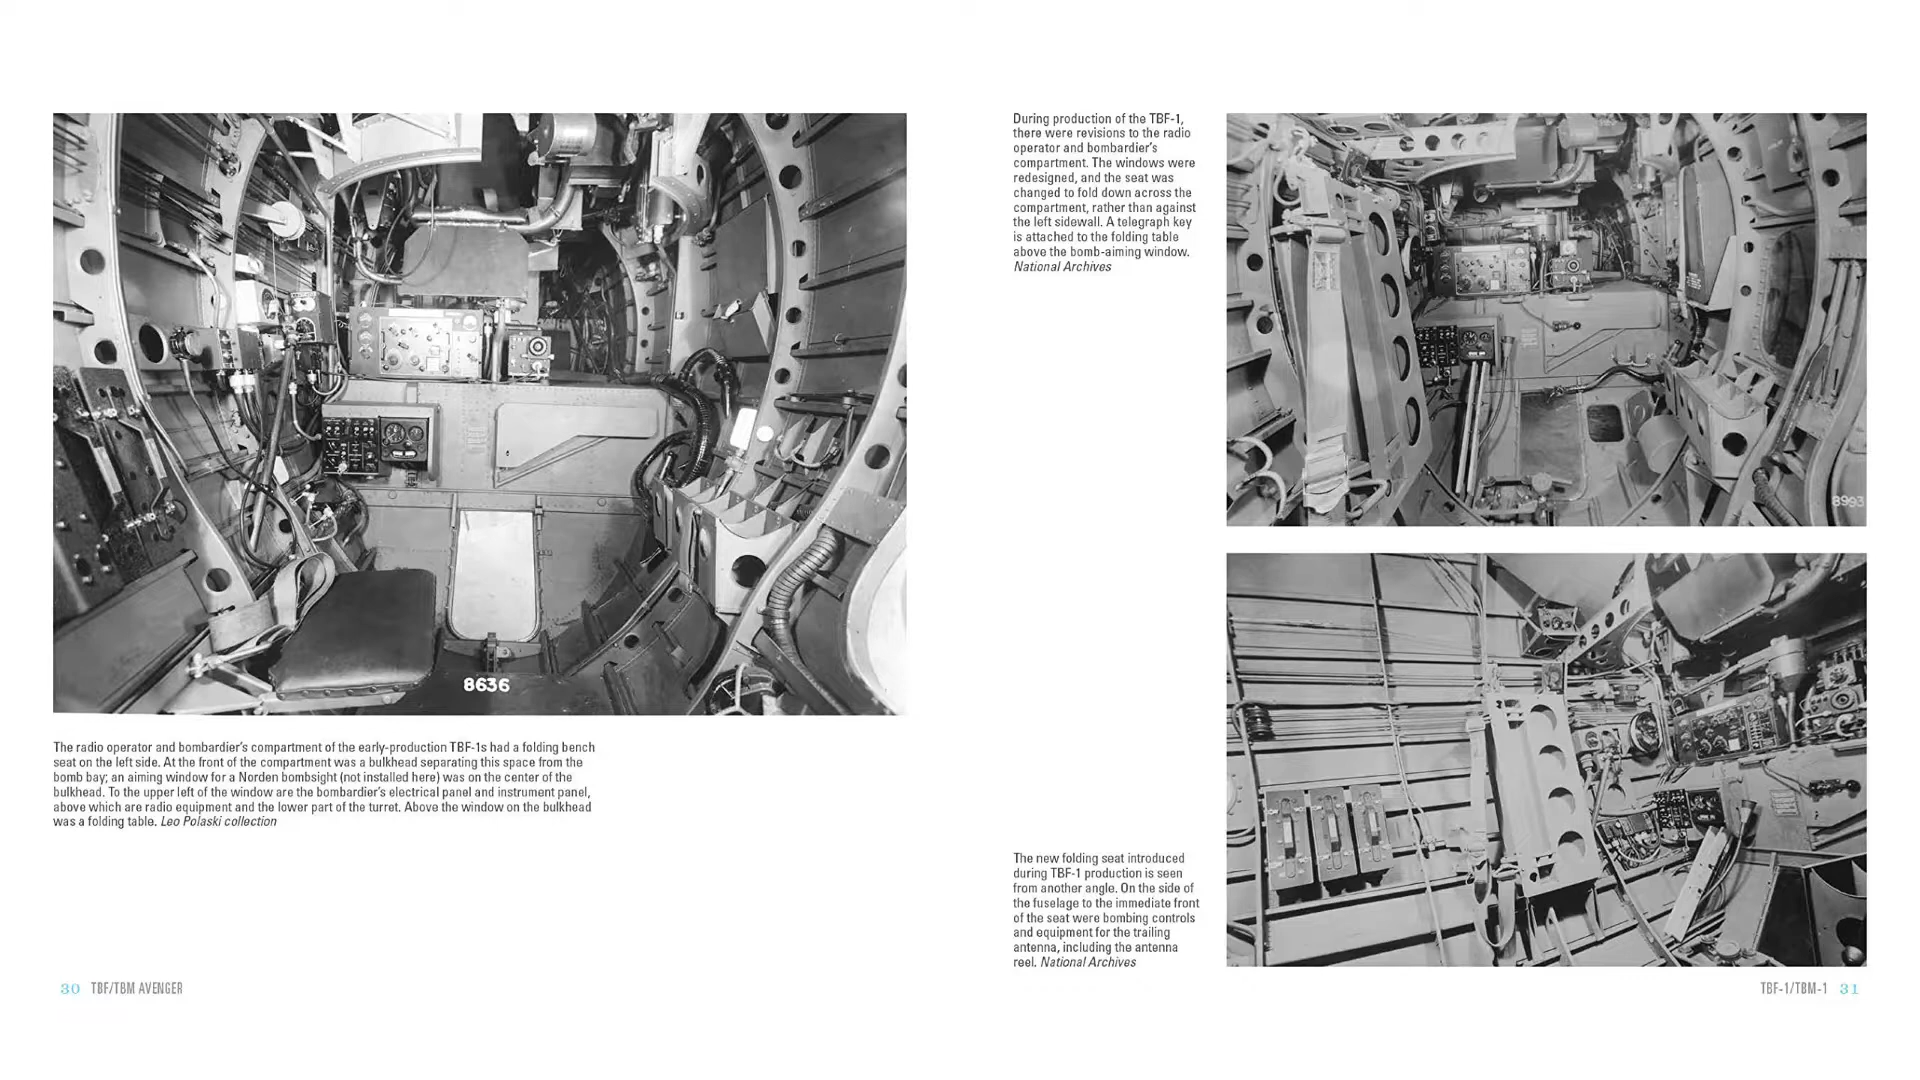 8636
The radio operator and bombardier's compartment of the early-production TBF-1s had a folding bench
seat on the left side. At the front of the compartment was a bulkhead separating this space from the
bomb bay; an aiming window for a Norden bombsight (not installed here) was on the center of the
bulkhead. To the upper left of the window are the bombardier's electrical panel and instrument panel,
above which are radio equipment and the lower part of the turret. Above the window on the bulkhead
was a folding table. Leo Polaski collection
30 TBF/TBM AVENGER
During production of the TBF-1,
there were revisions to the radio
operator and bombardier's
compartment. The windows were
redesigned, and the seat was
changed to fold down across the
compartment, rather than against
the left sidewall. A telegraph key
is attached to the folding table
above the bomb-aiming window.
National Archives
8993
The new folding seat introduced
during TBF-1 production is seen
from another angle. On the side of
the fuselage to the immediate front
of the seat were bombing controls
and equipment for the trailing
antenna, including the antenna
reel. National Archives
TBF-1/TBM-1 31